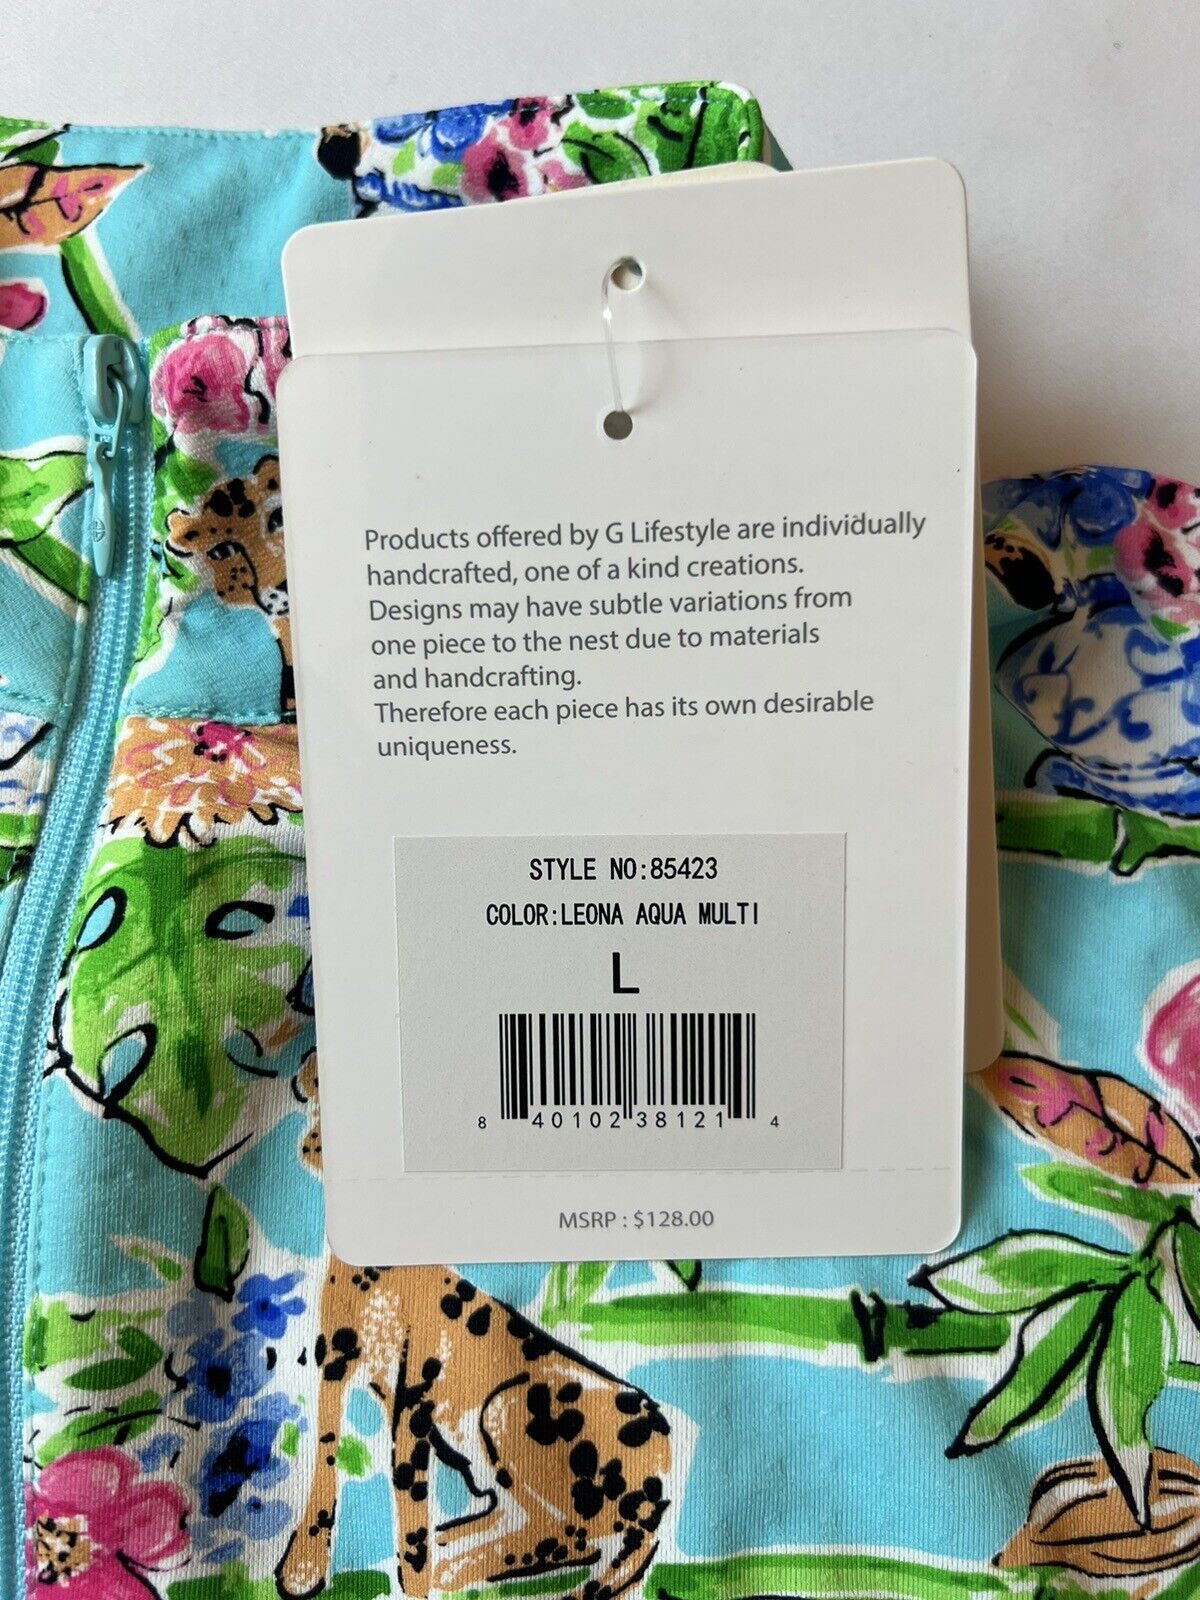 Products offered by G Lifestyle are individually
handcrafted, one of a kind creations.
Designs may have subtle variations from
one piece to the nest due to materials
and handcrafting.
Therefore each piece has its own desirable
uniqueness.
STYLE NO:85423
COLOR:LEONA AQUA MULTI
L
8 40102 38121 4
MSRP : $128.00